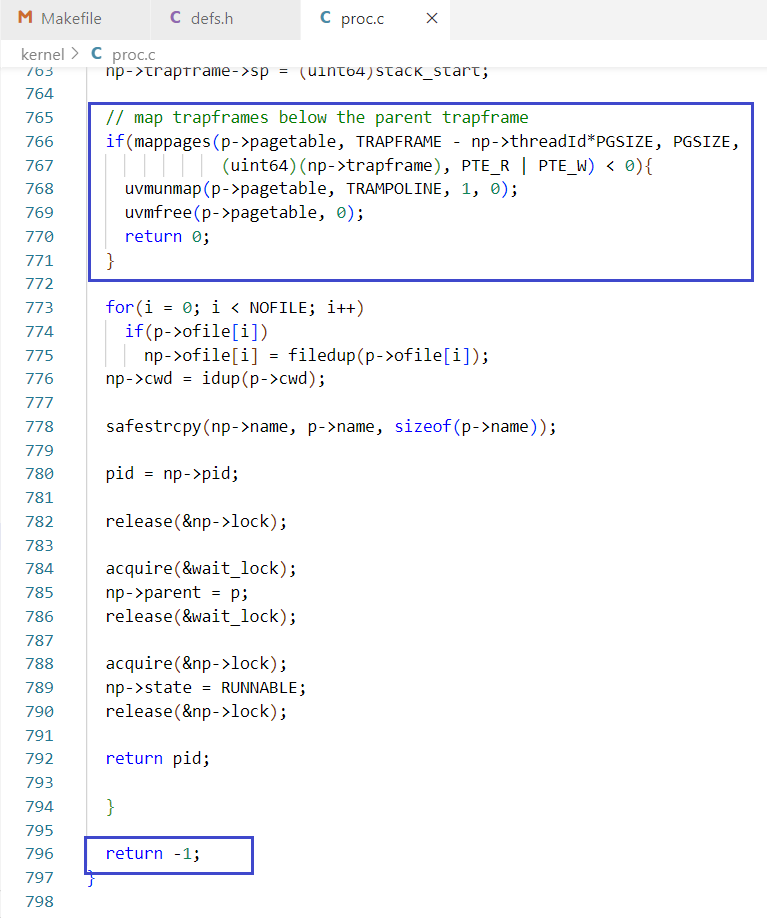 M Makefile C defs.h C proc.c ×
kernel > C proc.c
763 np->trapframe->sp = (uint64)stack_start;
764
765 // map trapframes below the parent trapframe
766 if(mappages(p->pagetable, TRAPFRAME - np->threadId*PGSIZE, PGSIZE,
767 (uint64)(np->trapframe), PTE_R | PTE_W) < 0){
768 uvmunmap(p->pagetable, TRAMPOLINE, 1, 0);
769 uvmfree(p->pagetable, 0);
770 return 0;
771 }
772
773 for(i = 0; i < NOFILE; i++)
774 if(p->ofile[i])
775 np->ofile[i] = filedup(p->ofile[i]);
776 np->cwd = idup(p->cwd);
777
778 safestrcpy(np->name, p->name, sizeof(p->name));
779
780 pid = np->pid;
781
782 release(&np->lock);
783
784 acquire(&wait_lock);
785 np->parent = p;
786 release(&wait_lock);
787
788 acquire(&np->lock);
789 np->state = RUNNABLE;
790 release(&np->lock);
791
792 return pid;
793
794 }
795
796 return -1;
797 }
798